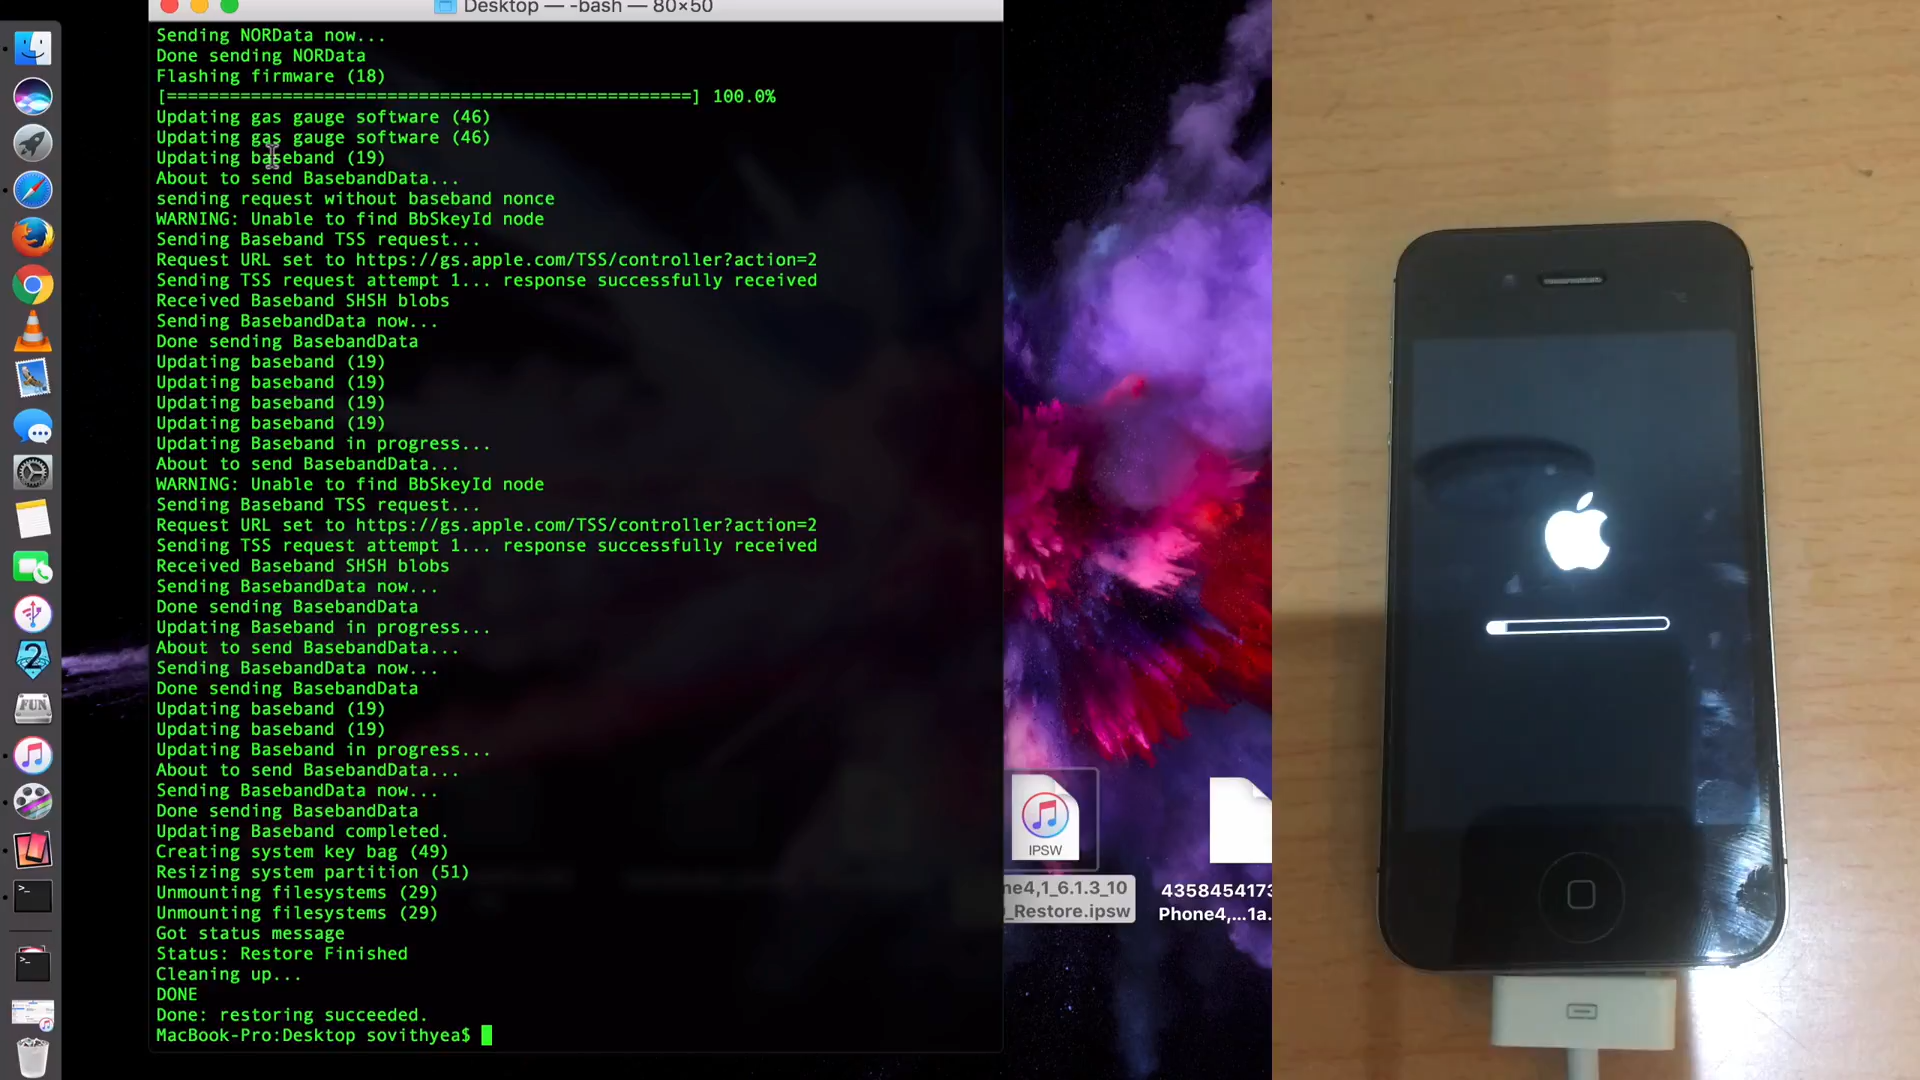 Desktop — -bash — 80×50
Sending NORData now...
Done sending NORData
Flashing firmware (18)
[==================================================] 100.0%
Updating gas gauge software (46)
Updating gas gauge software (46)
Updating baseband (19)
About to send BasebandData...
sending request without baseband nonce
WARNING: Unable to find BbSkeyId node
Sending Baseband TSS request...
Request URL set to https://gs.apple.com/TSS/controller?action=2
Sending TSS request attempt 1... response successfully received
Received Baseband SHSH blobs
Sending BasebandData now...
Done sending BasebandData
Updating baseband (19)
Updating baseband (19)
Updating baseband (19)
Updating baseband (19)
Updating Baseband in progress...
About to send BasebandData...
WARNING: Unable to find BbSkeyId node
Sending Baseband TSS request...
Request URL set to https://gs.apple.com/TSS/controller?action=2
Sending TSS request attempt 1... response successfully received
Received Baseband SHSH blobs
Sending BasebandData now...
Done sending BasebandData
Updating Baseband in progress...
About to send BasebandData...
Sending BasebandData now...
Done sending BasebandData
Updating baseband (19)
Updating baseband (19)
Updating Baseband in progress...
About to send BasebandData...
Sending BasebandData now...
Done sending BasebandData
Updating Baseband completed.
Creating system key bag (49)
Resizing system partition (51)
Unmounting filesystems (29)
Unmounting filesystems (29)
Got status message
Status: Restore Finished
Cleaning up...
DONE
Done: restoring succeeded.
MacBook-Pro:Desktop sovithyea$
IPSW
ne4,1_6.1.3_10
_Restore.ipsw
4358454173
Phone4,...1a.
2
FUN